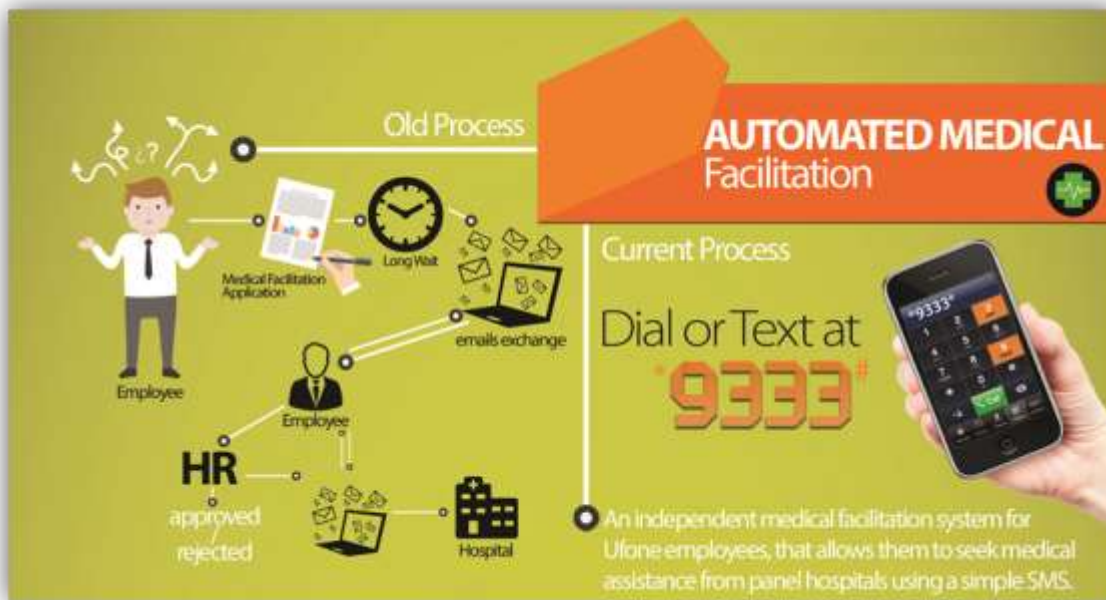 AUTOMATED MEDICAL
Facilitation
Old Process
¿?
Medical Facilitation
Application
Long Wait
emails exchange
Employee
Employee
HR
approved
/
rejected
Hospital
Current Process
Dial or Text at
*9333#
*9333#
An independent medical facilitation system for
Ufone employees, that allows them to seek medical
assistance from panel hospitals using a simple SMS.